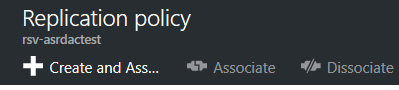 Replication policy
rsv-asrdactest
Create and Ass... Associate Dissociate